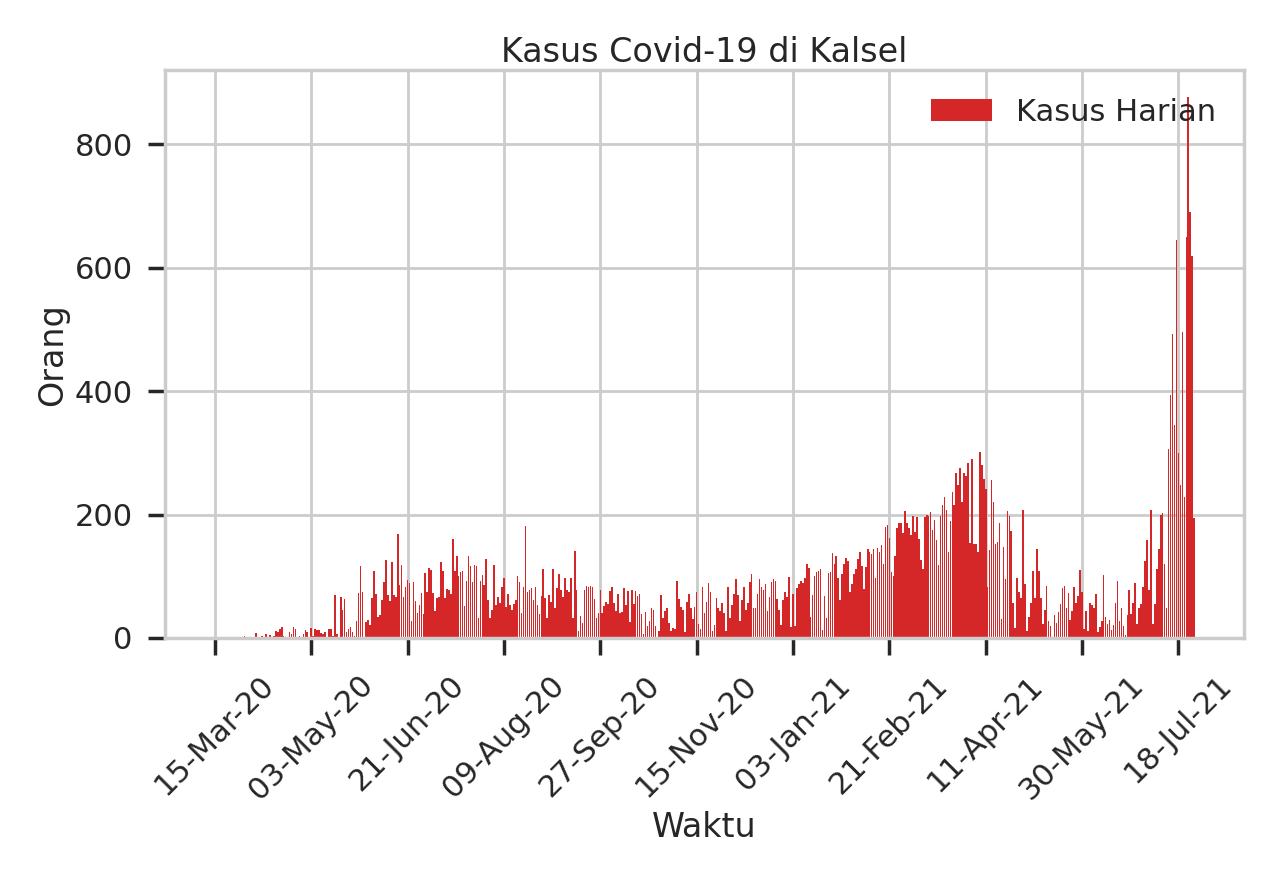 Kasus Covid-19 di Kalsel
Kasus Harian
Orang
800
600
400
200
0
15-Mar-20
03-May-20
21-Jun-20
09-Aug-20
27-Sep-20
15-Nov-20
03-Jan-21
21-Feb-21
11-Apr-21
30-May-21
18-Jul-21
Waktu